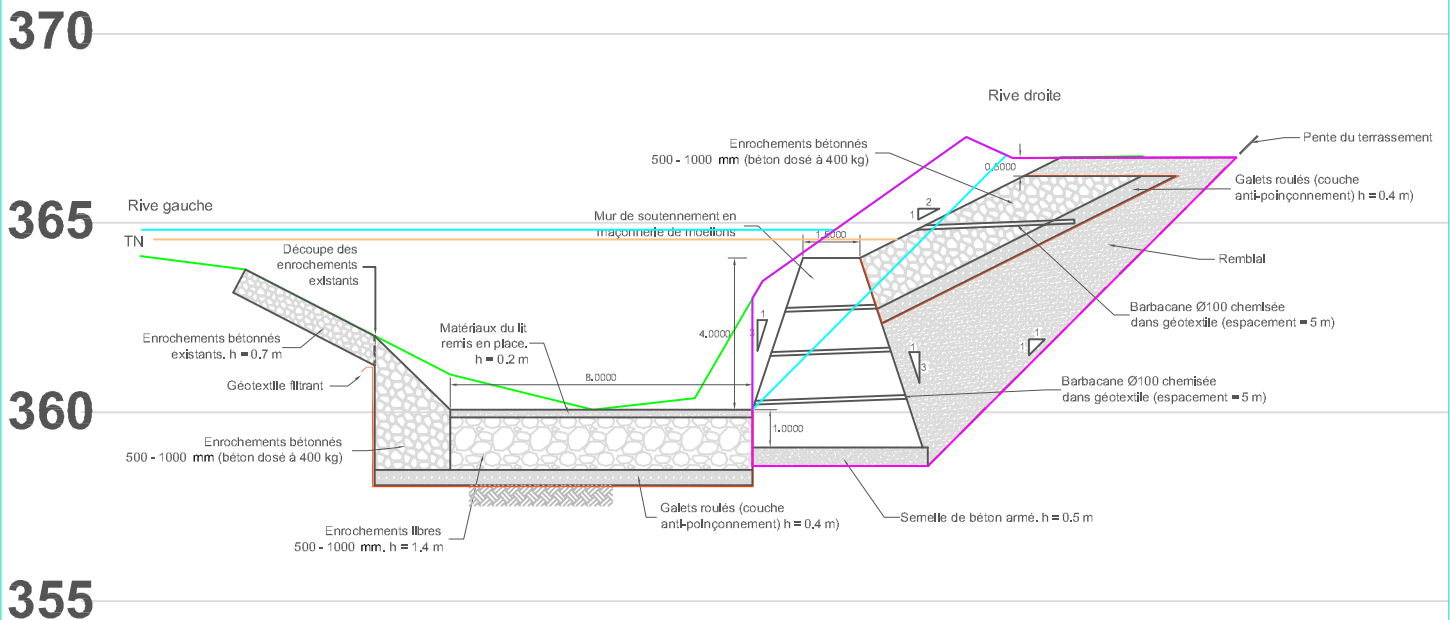 370
Rive droite
Pente du terrassement
Enrochements bétonnés
500 - 1000 mm (béton dosé à 400 kg)
0.5000
Galets roulés (couche
anti-poinçonnement) h = 0.4 m)
2
1
365
Rive gauche
TN
Mur de soutennement en
maçonnerie de moellons
1.5000
Découpe des
enrochements
existants
Remblai
Barbacane Ø100 chemisée
dans géotextile (espacement = 5 m)
Enrochements bétonnés
existants. h = 0.7 m
Matériaux du lit
remis en place.
h = 0.2 m
4.0000
1
3
1
1
1
3
Géotextile filtrant
8.0000
Barbacane Ø100 chemisée
dans géotextile (espacement = 5 m)
360
Enrochements bétonnés
500 - 1000 mm (béton dosé à 400 kg)
1.0000
Galets roulés (couche
anti-poinçonnement) h = 0.4 m)
Semelle de béton armé. h = 0.5 m
Enrochements libres
500 - 1000 mm. h = 1.4 m
355